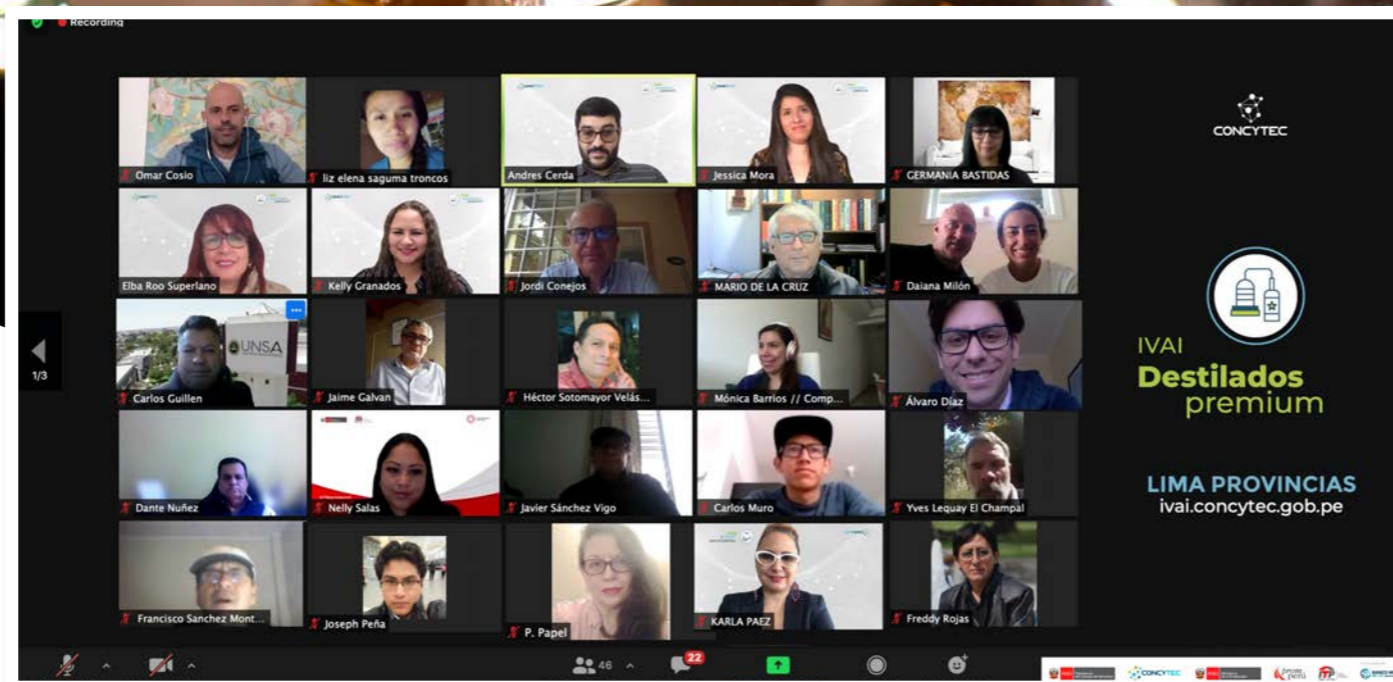 Recording
Omar Cosio
liz elena saguma troncos
Andres Cerda
Jessica Mora
GERMANIA BASTIDAS
CONCYTEC
Elba Roo Superlano
Kelly Granados
Jordi Conejos
MARIO DE LA CRUZ
Daiana Milón
UNSA
1/3
Carlos Guillen
Jaime Galvan
Héctor Sotomayor Velás...
Mónica Barrios // Comp...
Álvaro Díaz
IVAI
Destilados
premium
Dante Nuñez
Nelly Salas
Javier Sánchez Vigo
Carlos Muro
Yves Lequay El Champal
LIMA PROVINCIAS
ivai.concytec.gob.pe
Francisco Sanchez Mont...
Joseph Peña
P. Papel
KARLA PAEZ
Freddy Rojas
46
22
CONCYTEC